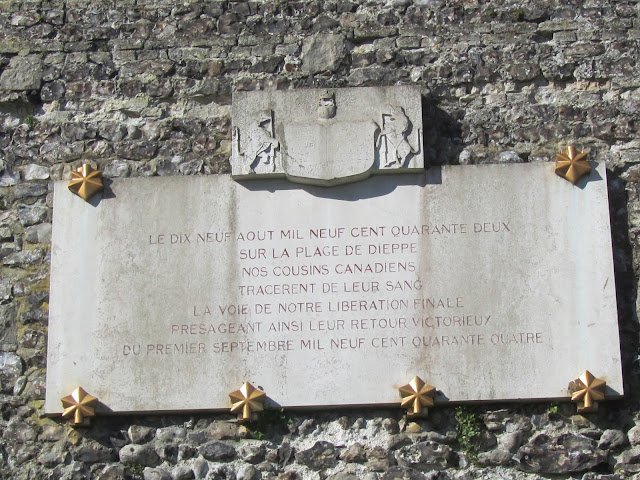 LE DIX NEUF AOUT MIL NEUF CENT QUARANTE DEUX
SUR LA PLAGE DE DIEPPE
NOS COUSINS CANADIENS
TRACERENT DE LEUR SANG
LA VOIE DE NOTRE LIBERATION FINALE
PRESAGEANT AINSI LEUR RETOUR VICTORIEUX
DU PREMIER SEPTEMBRE MIL NEUF CENT QUARANTE QUATRE